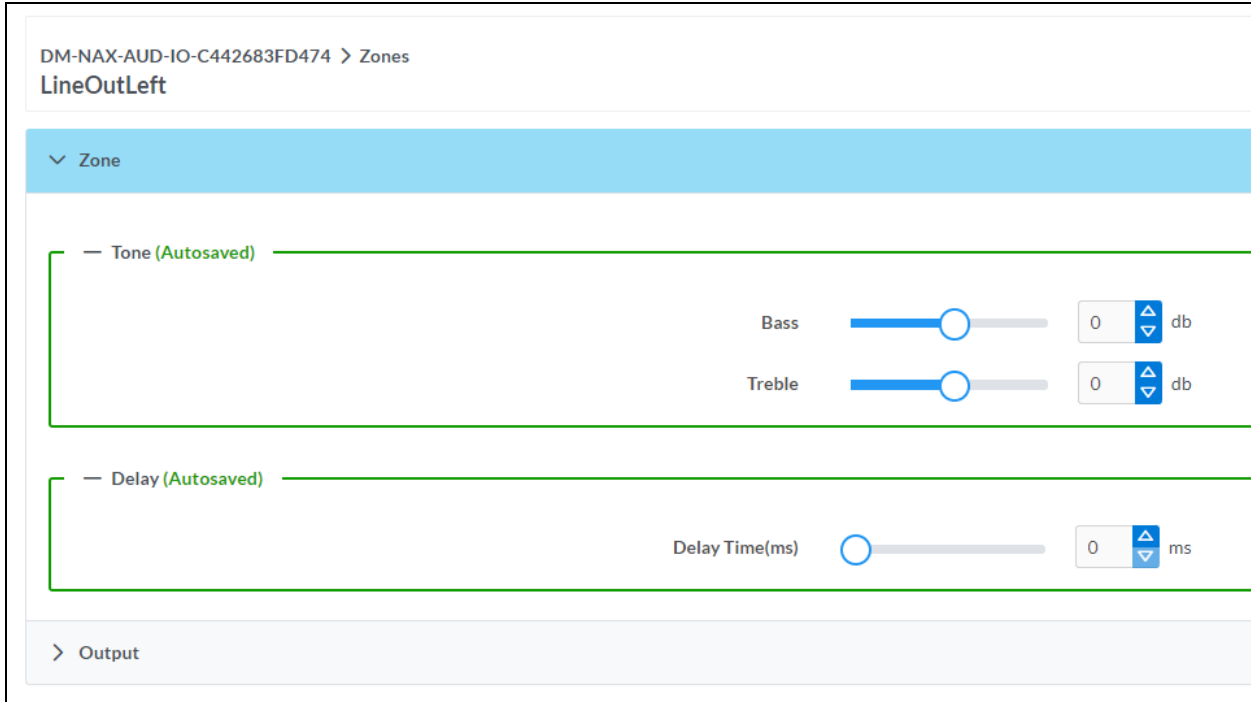 DM-NAX-AUD-IO-C442683FD474 > Zones
LineOutLeft
Zone
Tone (Autosaved)
Bass 0 db
Treble 0 db
Delay (Autosaved)
Delay Time(ms) 0 ms
Output